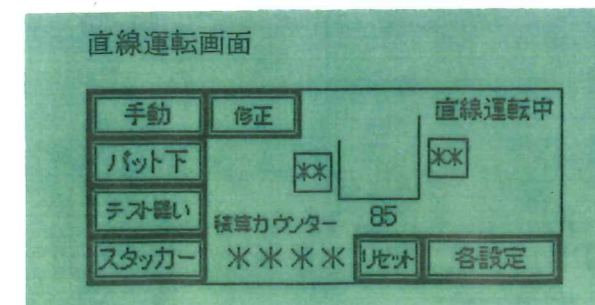 直線運転画面
手動 修正 直線運転中
パット下 ** **
テスト縫い 85
積算カウンター
スタッカー **** リセット 各設定